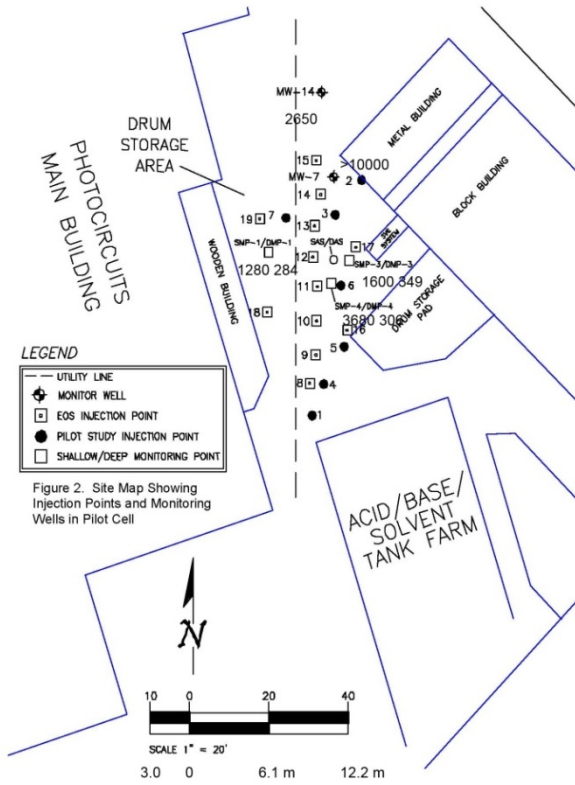 MW-14
2650
DRUM
STORAGE
AREA
PHOTOCIRCUITS
MAIN BUILDING
METAL BUILDING
BLOCK BUILDING
15
>10000
MW-7
2
14
19
7
3
13
SVE
SYSTEM
WOODEN BUILDING
17
SMP-1/DMP-1
SAS/DAS
12
SMP-3/DMP-3
1280 284
1600 349
11
6
SMP-4/DMP-4
18
10
3680 306
16
DRUM STORAGE
PAD
9
5
8
4
1
LEGEND
UTILITY LINE
MONITOR WELL
EOS INJECTION POINT
PILOT STUDY INJECTION POINT
SHALLOW/DEEP MONITORING POINT
Figure 2. Site Map Showing
Injection Points and Monitoring
Wells in Pilot Cell
ACID/BASE/
SOLVENT
TANK FARM
N
10 0 20 40
SCALE 1" = 20'
3.0 0 6.1 m 12.2 m